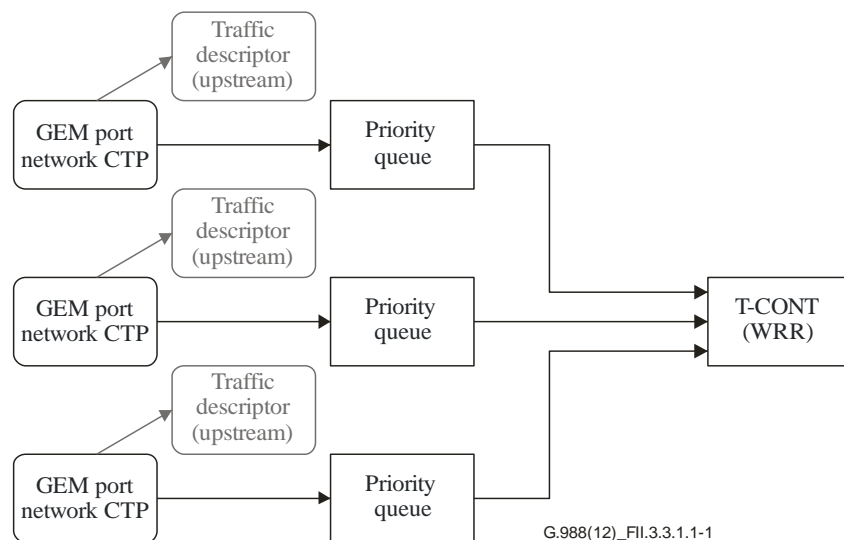 Traffic
descriptor
(upstream)
GEM port
network CTP
Priority
queue
Traffic
descriptor
(upstream)
GEM port
network CTP
Priority
queue
T-CONT
(WRR)
Traffic
descriptor
(upstream)
GEM port
network CTP
Priority
queue
G.988(12)_FII.3.3.1.1-1